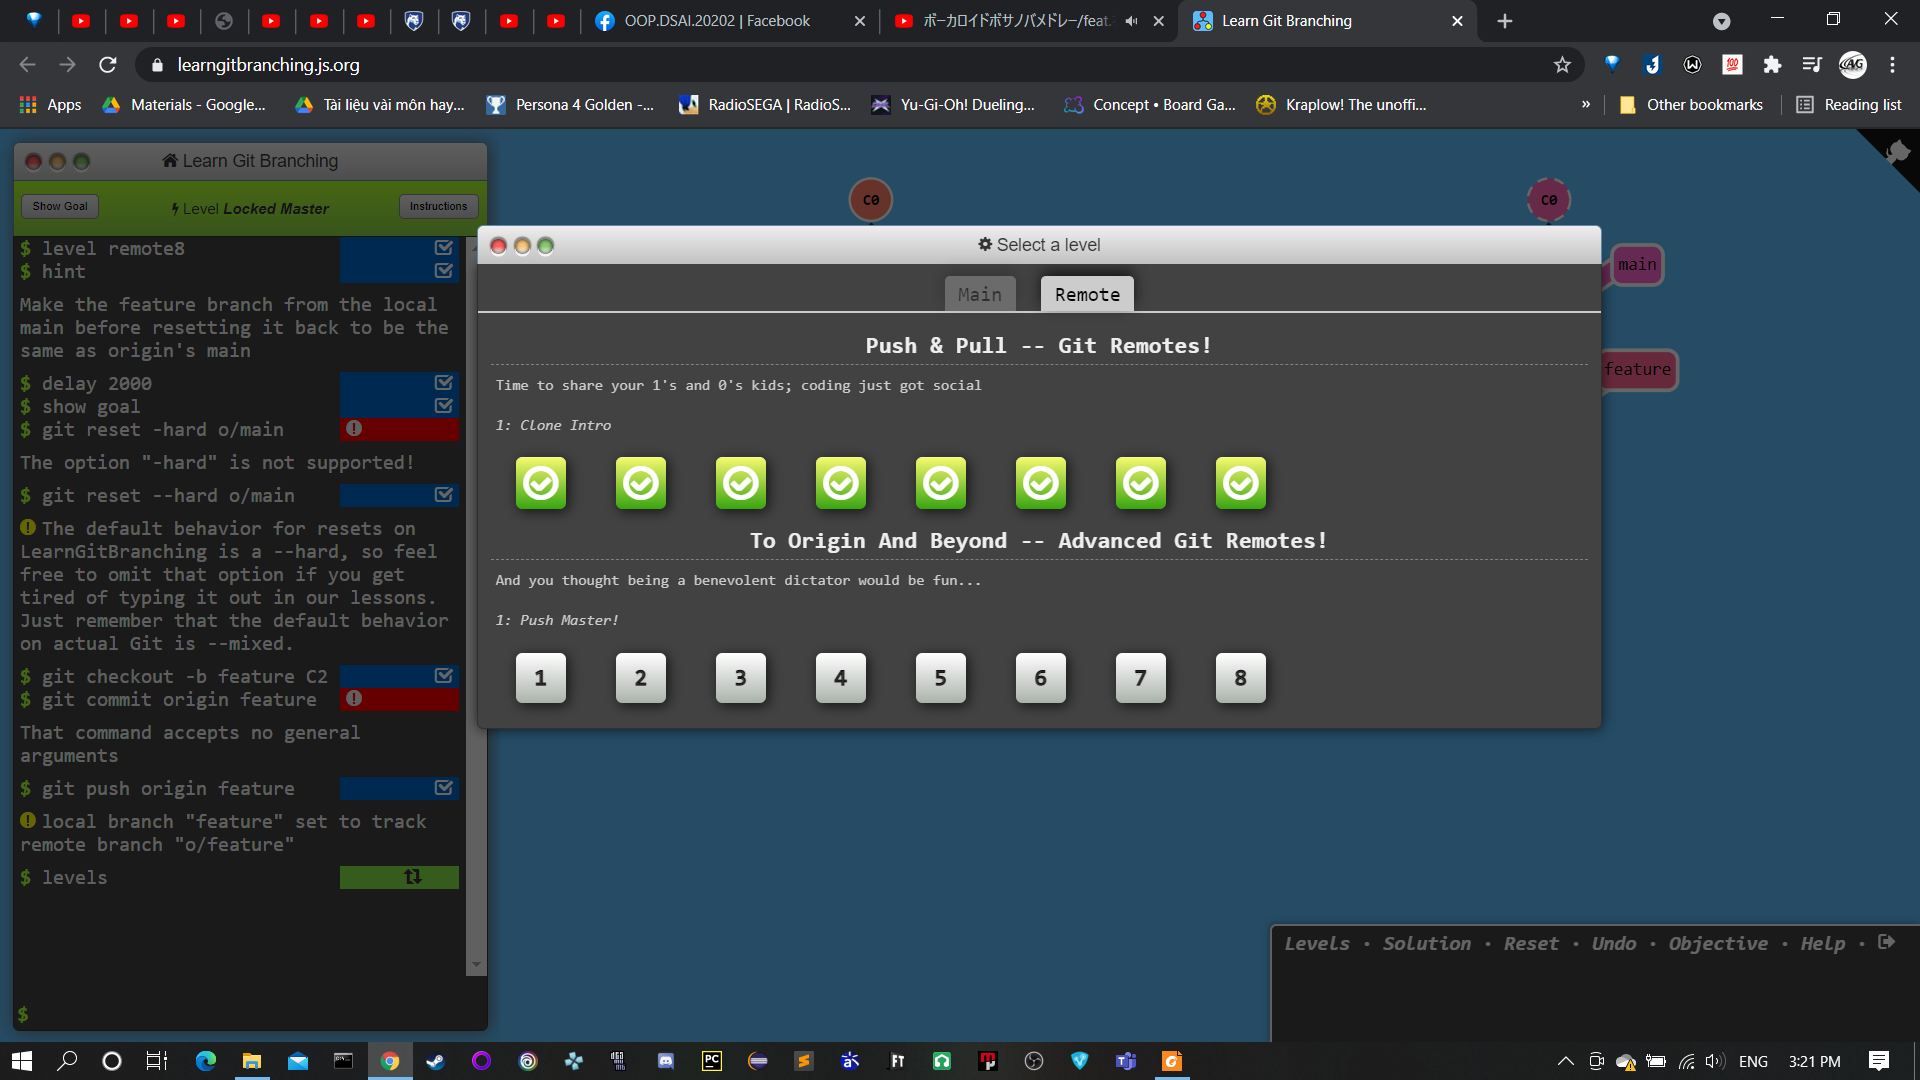 OOP.DSAI.20202 | Facebook
ボーカロイドボサノバメドレー/feat.
Learn Git Branching
learngitbranching.js.org
Apps
Materials - Google...
Tài liệu vài môn hay...
Persona 4 Golden -...
RadioSEGA | RadioS...
Yu-Gi-Oh! Dueling...
Concept • Board Ga...
Kraplow! The unoffi...
»
Other bookmarks
Reading list
Learn Git Branching
Show Goal
Level Locked Master
Instructions
$ level remote8
$ hint
Make the feature branch from the local
main before resetting it back to be the
same as origin's main
$ delay 2000
$ show goal
$ git reset -hard o/main
The option "-hard" is not supported!
$ git reset --hard o/main
The default behavior for resets on
LearnGitBranching is a --hard, so feel
free to omit that option if you get
tired of typing it out in our lessons.
Just remember that the default behavior
on actual Git is --mixed.
$ git checkout -b feature C2
$ git commit origin feature
That command accepts no general
arguments
$ git push origin feature
local branch "feature" set to track
remote branch "o/feature"
$ levels
$
C0
C0
main
feature
Select a level
Main
Remote
Push & Pull -- Git Remotes!
Time to share your 1's and 0's kids; coding just got social
1: Clone Intro
To Origin And Beyond -- Advanced Git Remotes!
And you thought being a benevolent dictator would be fun...
1: Push Master!
1 2 3 4 5 6 7 8
Levels · Solution · Reset · Undo · Objective · Help ·
ENG
3:21 PM